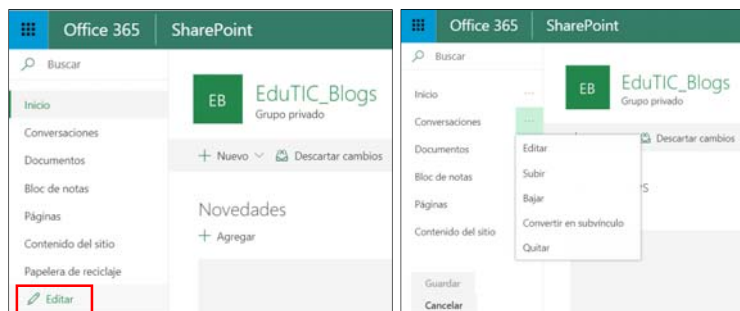 Office 365
SharePoint
Buscar
Inicio
Conversaciones
Documentos
Bloc de notas
Páginas
Contenido del sitio
Papelera de reciclaje
Editar
EB
EduTIC_Blogs
Grupo privado
+ Nuevo
Descartar cambios
Novedades
+ Agregar
Office 365
SharePoint
Buscar
Inicio
Conversaciones
Documentos
Bloc de notas
Páginas
Contenido del sitio
Guardar
Cancelar
EB
EduTIC_Blogs
Grupo privado
Descartar cambios
Editar
Subir
Bajar
Convertir en subvínculo
Quitar